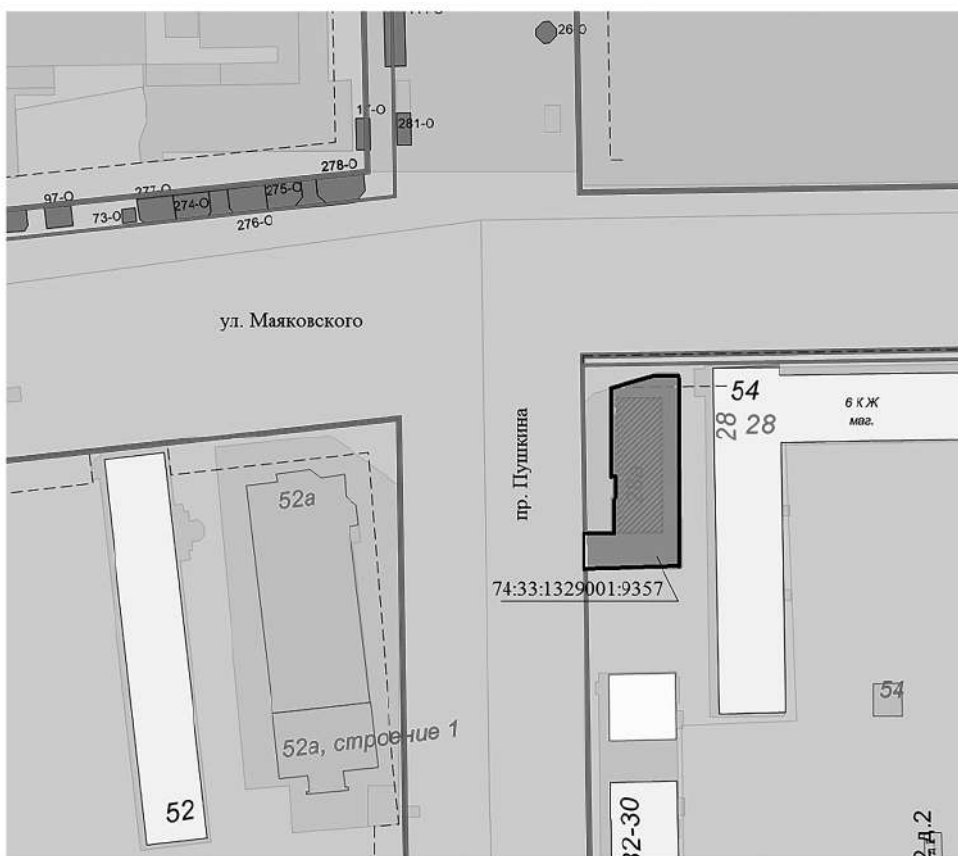 26-О
17-О
281-О
278-О
275-О
97-О
277-О
274-О
73-О
276-О
ул. Маяковского
54
6 КЖ
маг.
28
28
пр. Пушкина
52а
74:33:1329001:9357
54
52а, строение 1
52
32-30